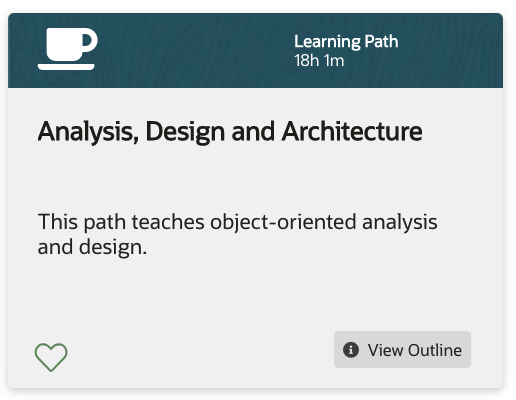 Learning Path
18h 1m
Analysis, Design and Architecture
This path teaches object-oriented analysis
and design.
View Outline